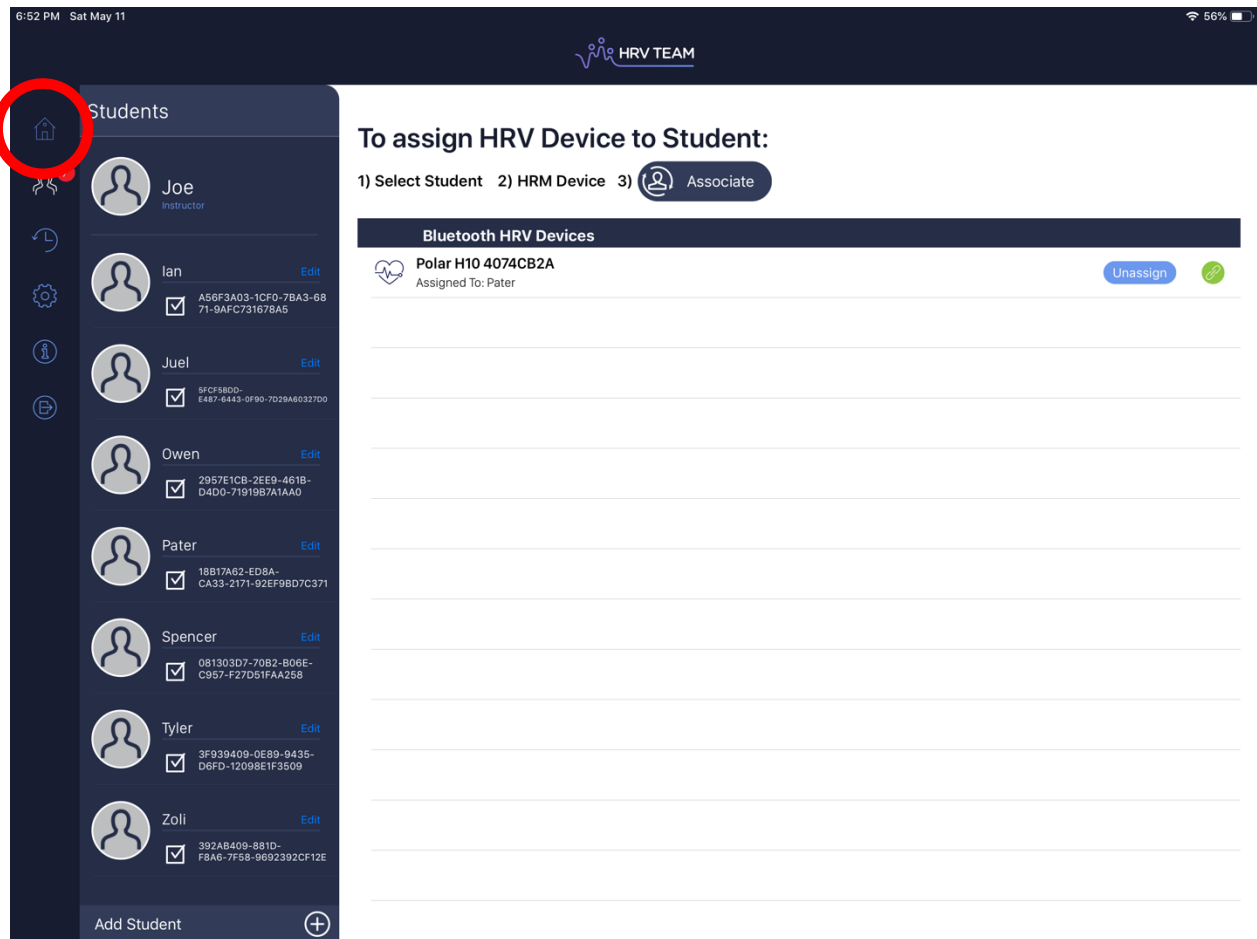 6:52 PM Sat May 11
56%
HRV TEAM
Students
Joe
Instructor
Ian Edit
A56F3A03-1CF0-7BA3-68
71-9AFC731678A5
Juel Edit
5FCF5BDD-
E487-6443-0F90-7D29A60327D0
Owen Edit
2957E1CB-2EE9-461B-
D4D0-71919B7A1AA0
Pater Edit
18B17A62-ED8A-
CA33-2171-92EF9BD7C371
Spencer Edit
081303D7-70B2-B06E-
C957-F27D51FAA258
Tyler Edit
3F939409-0E89-9435-
D6FD-12098E1F3509
Zoli Edit
392AB409-881D-
F8A6-7F58-9692392CF12E
Add Student
To assign HRV Device to Student:
1) Select Student 2) HRM Device 3) Associate
Bluetooth HRV Devices
Polar H10 4074CB2A
Assigned To: Pater
Unassign